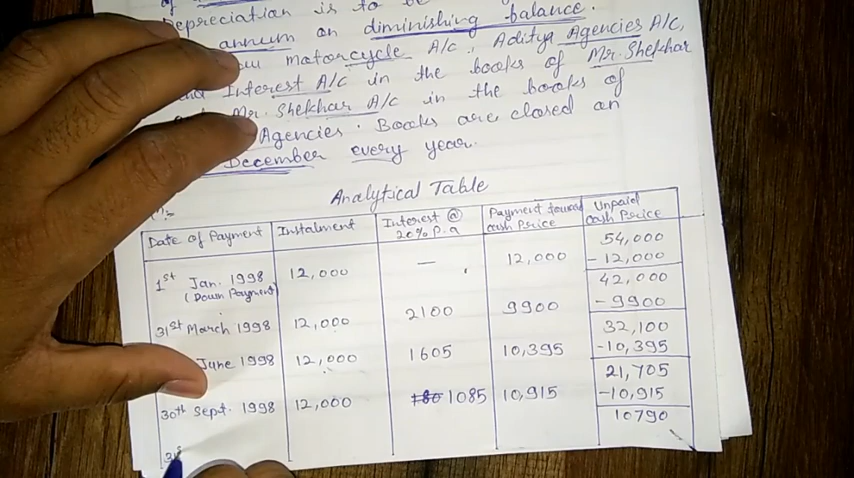 Depreciation is to be
annum on diminishing balance.
motorcycle A/c, Aditya Agencies A/C,
Interest A/C in the books of Mr. Shekhar
Mr. Shekhar A/c in the books of
Agencies. Books are closed on
December every year.
Analytical Table
Date of Payment Instalment Interest @ 20% P.a Payment toward cash Price Unpaid cash Price
54,000
1st Jan. 1998 (Down Payment) 12,000 — 12,000 - 12,000
42,000
31st March 1998 12,000 2100 9900 - 9900
32,100
June 1998 12,000 1605 10,395 -10,395
21,705
30th Sept. 1998 12,000 1085 10,915 -10,915
10790